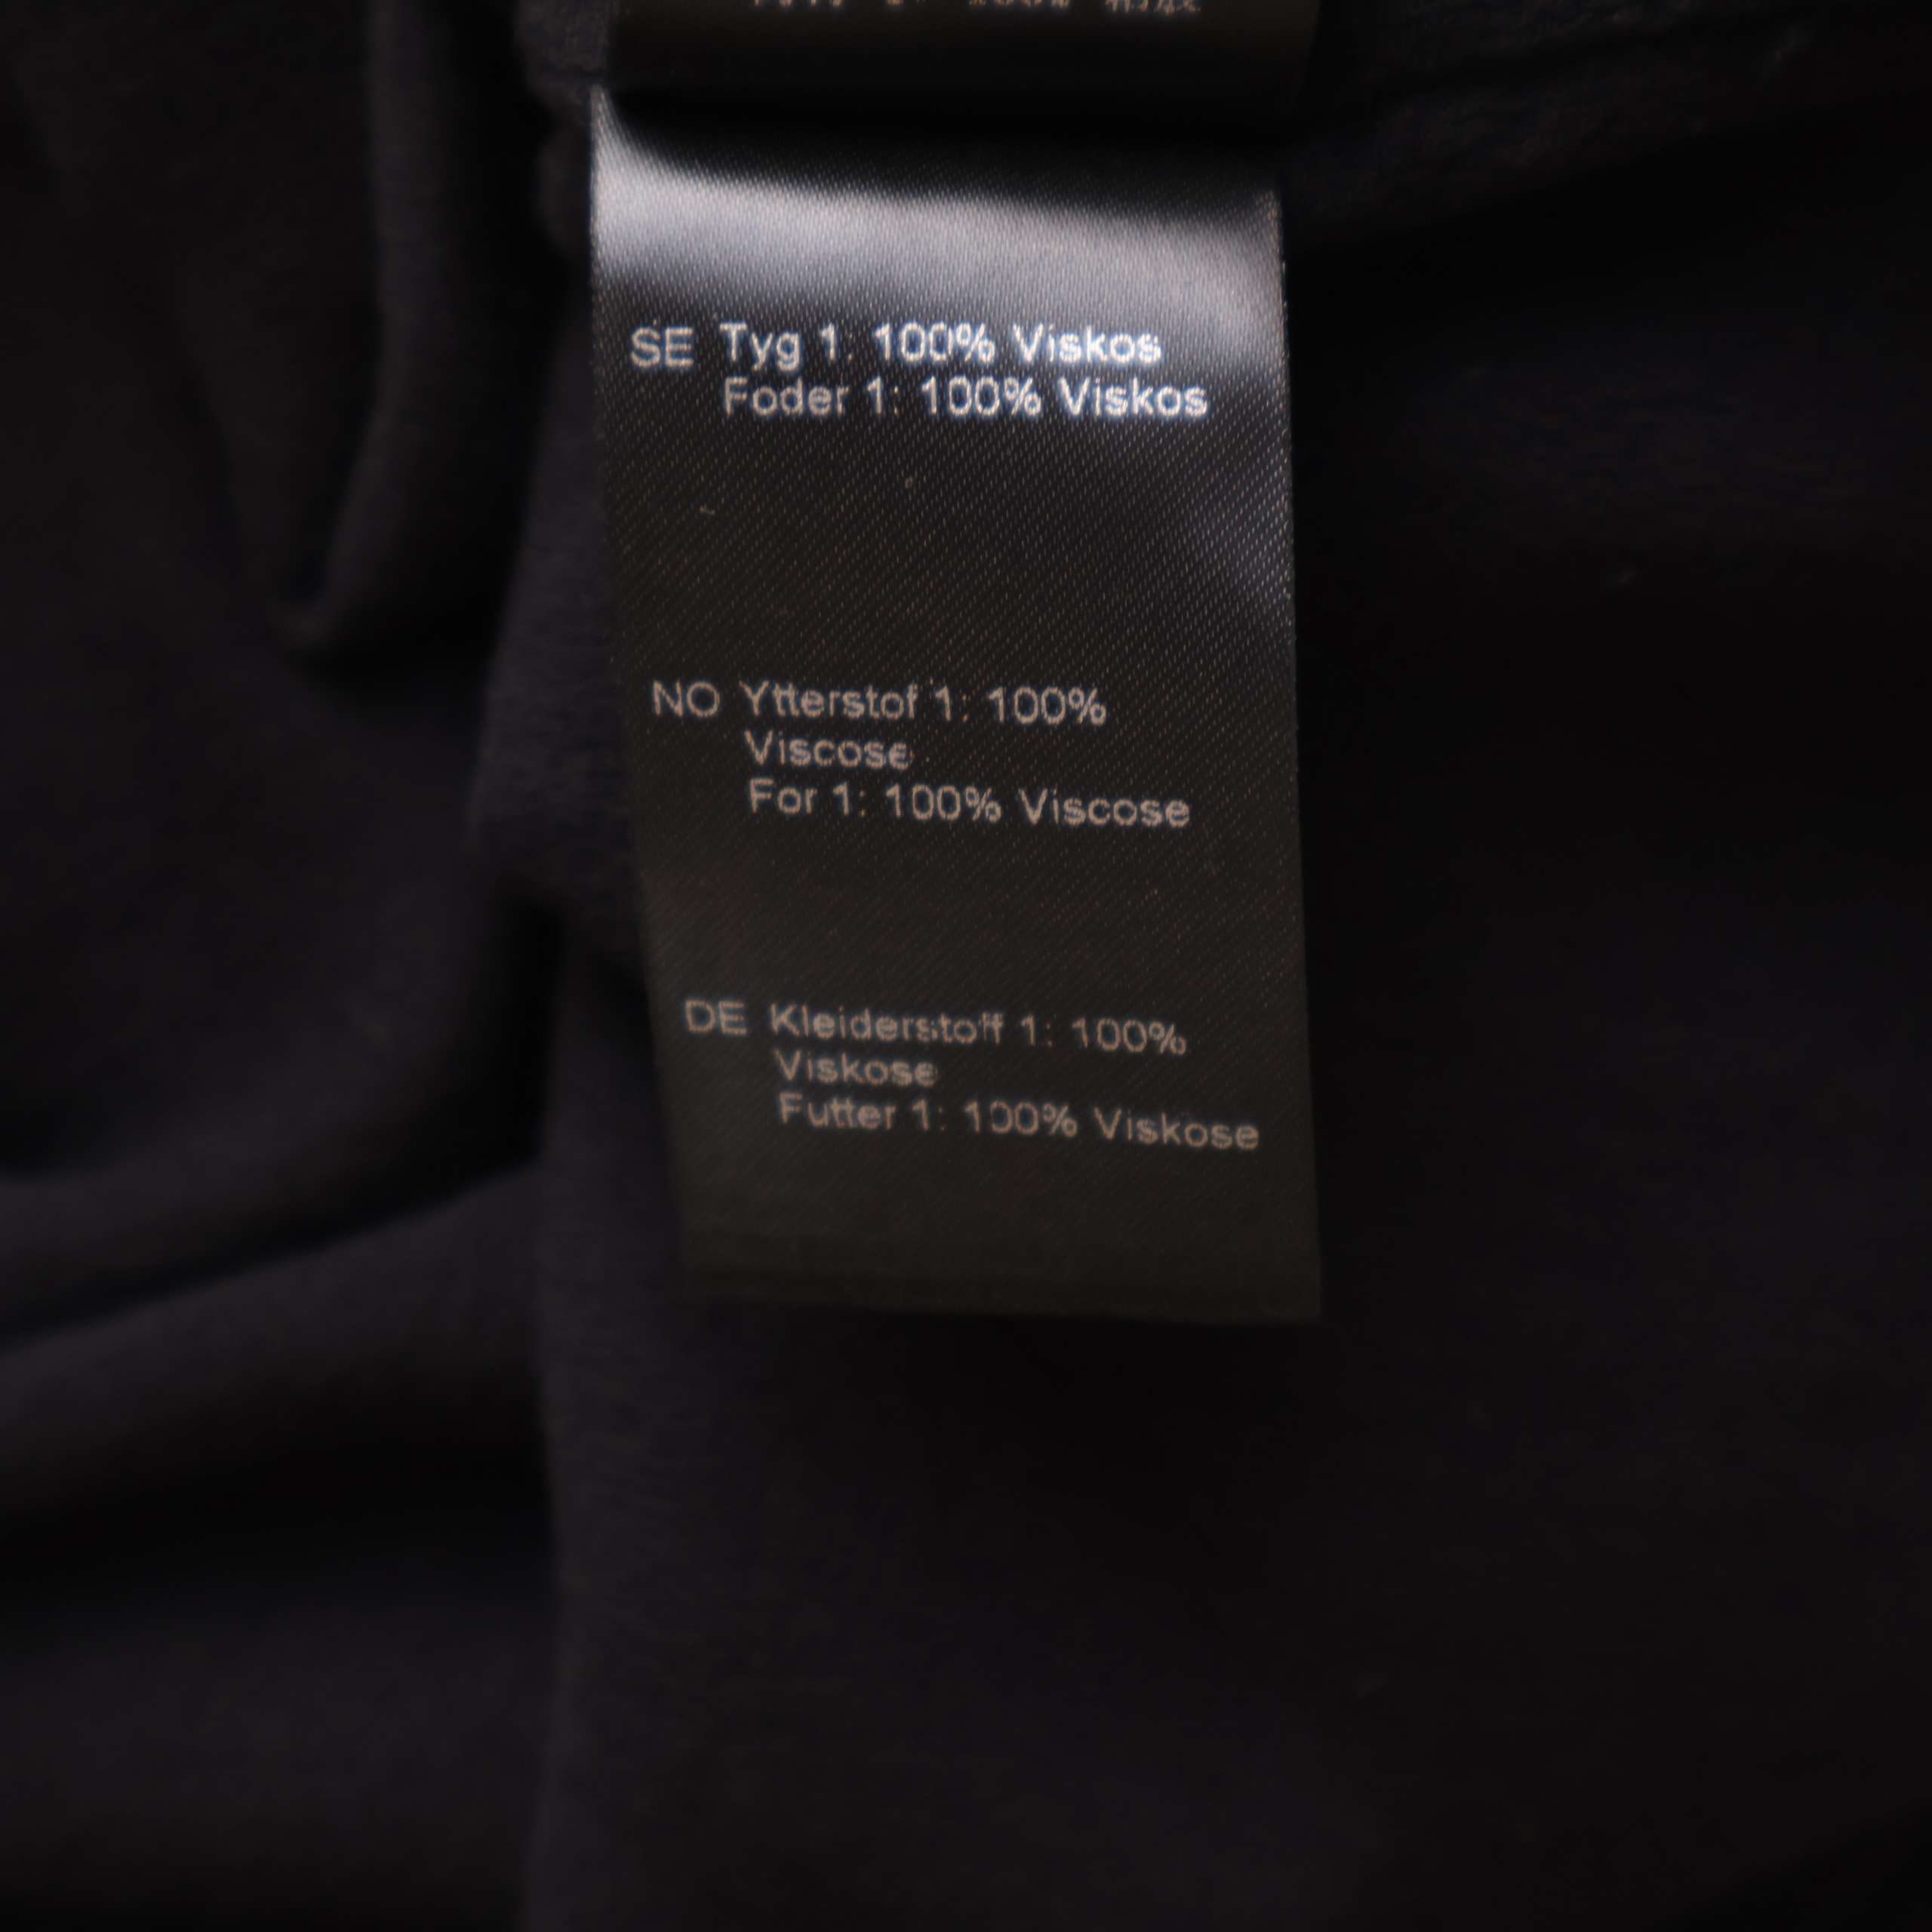 SE Tyg 1: 100% Viskos
Foder 1: 100% Viskos
NO Ytterstof 1: 100%
Viscose
For 1: 100% Viscose
DE Kleiderstoff 1: 100%
Viskose
Futter 1: 100% Viskose